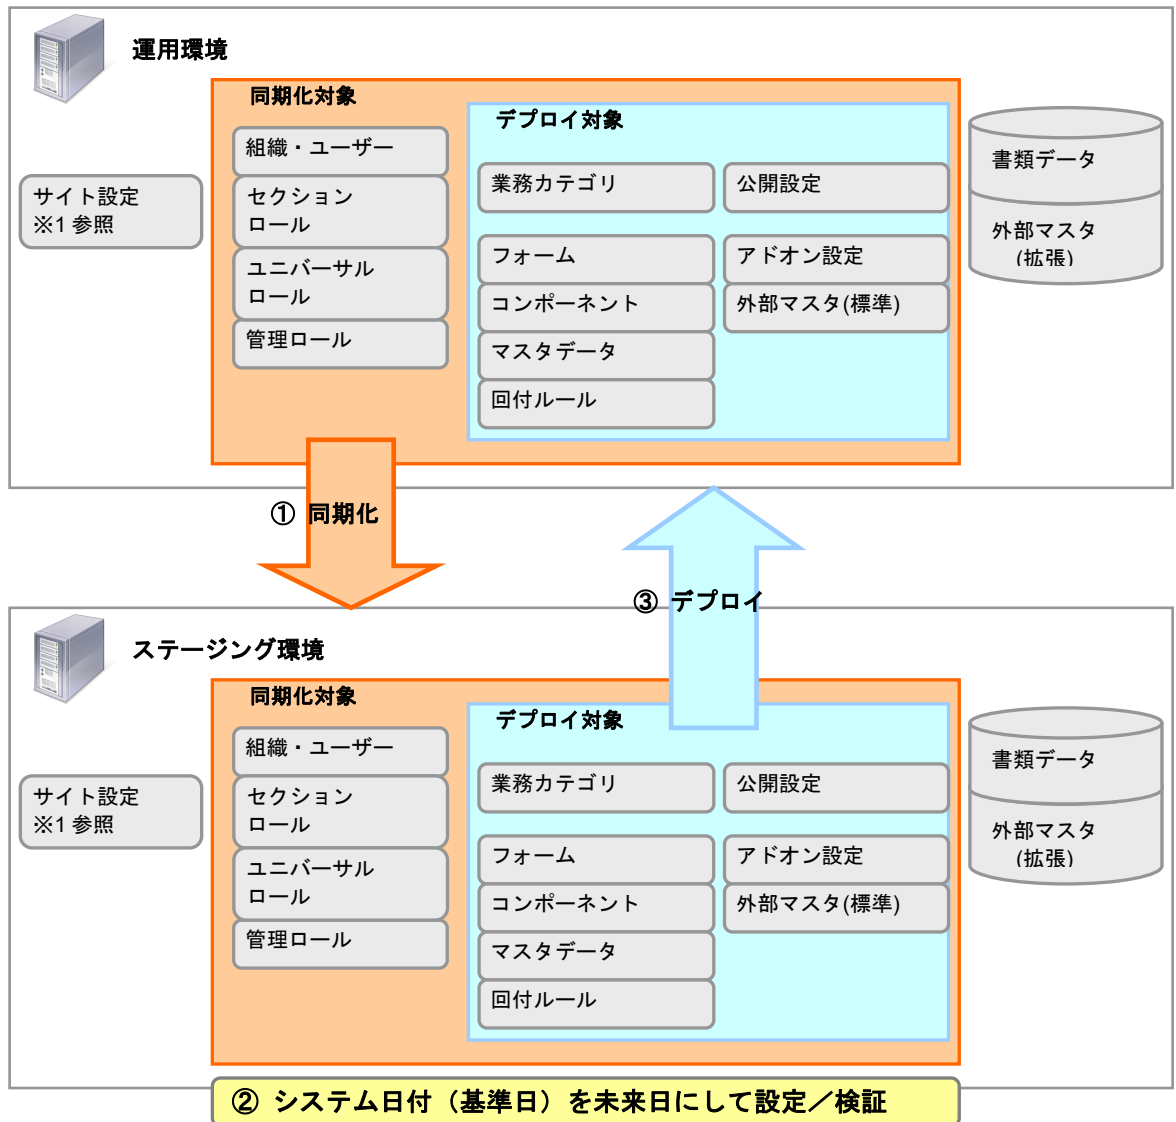 運用環境
同期化対象
デプロイ対象
組織・ユーザー
セクション
ロール
ユニバーサル
ロール
管理ロール
サイト設定
※1 参照
業務カテゴリ
公開設定
フォーム
アドオン設定
コンポーネント
外部マスタ(標準)
マスタデータ
回付ルール
書類データ
外部マスタ
(拡張)
① 同期化
③ デプロイ
ステージング環境
同期化対象
デプロイ対象
組織・ユーザー
セクション
ロール
ユニバーサル
ロール
管理ロール
サイト設定
※1 参照
業務カテゴリ
公開設定
フォーム
アドオン設定
コンポーネント
外部マスタ(標準)
マスタデータ
回付ルール
書類データ
外部マスタ
(拡張)
② システム日付（基準日）を未来日にして設定／検証